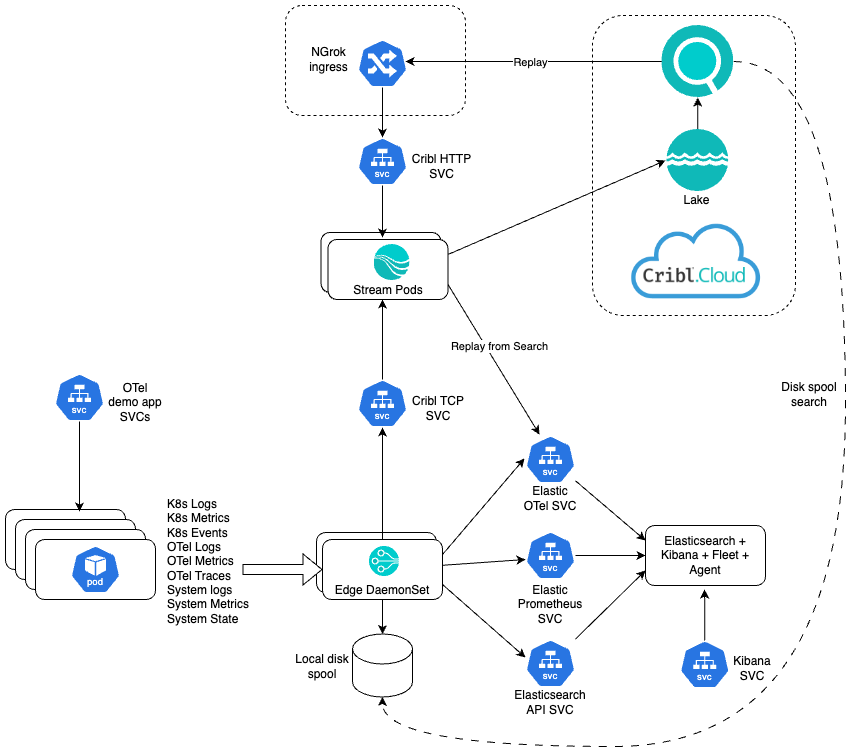 NGrok
ingress
Replay
Cribl HTTP
SVC
svc
Lake
Cribl.Cloud
Stream Pods
Replay from Search
Disk spool
search
OTel
demo app
SVCs
svc
Cribl TCP
SVC
svc
svc
Elastic
OTel SVC
K8s Logs
K8s Metrics
K8s Events
OTel Logs
OTel Metrics
OTel Traces
System logs
System Metrics
System State
pod
Edge DaemonSet
svc
Elastic
Prometheus
SVC
Elasticsearch +
Kibana + Fleet +
Agent
Local disk
spool
svc
Elasticsearch
API SVC
svc
Kibana
SVC